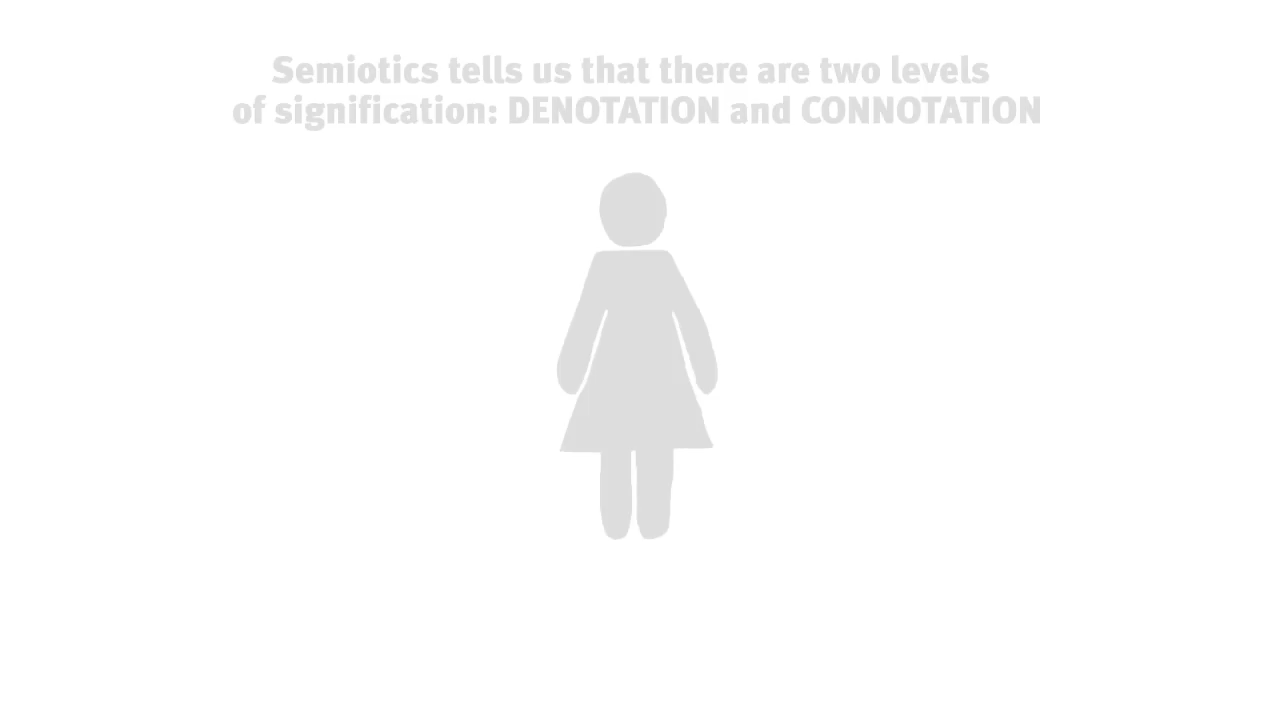 Semiotics tells us that there are two levels
of signification: DENOTATION and CONNOTATION